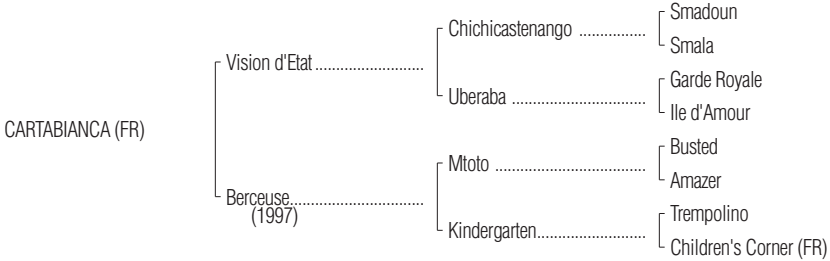 Smadoun
Chichicastenango ................
Smala
Vision d'Etat ..........................
Garde Royale
Uberaba ................................
Ile d'Amour
CARTABIANCA (FR)
Busted
Mtoto ....................................
Amazer
Berceuse................................
(1997)
Trempolino
Kindergarten..........................
Children's Corner (FR)